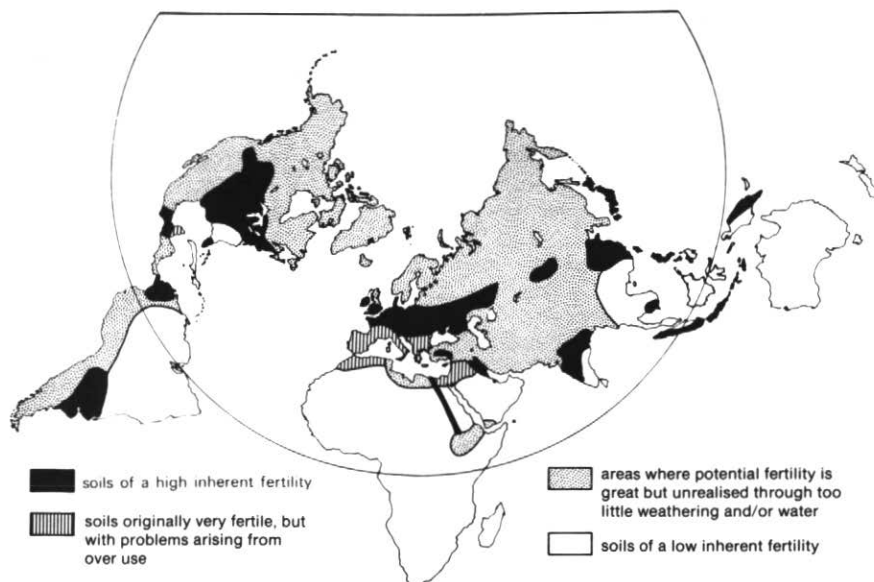 soils of a high inherent fertility
soils originally very fertile, but
with problems arising from
over use
areas where potential fertility is
great but unrealised through too
little weathering and/or water
soils of a low inherent fertility